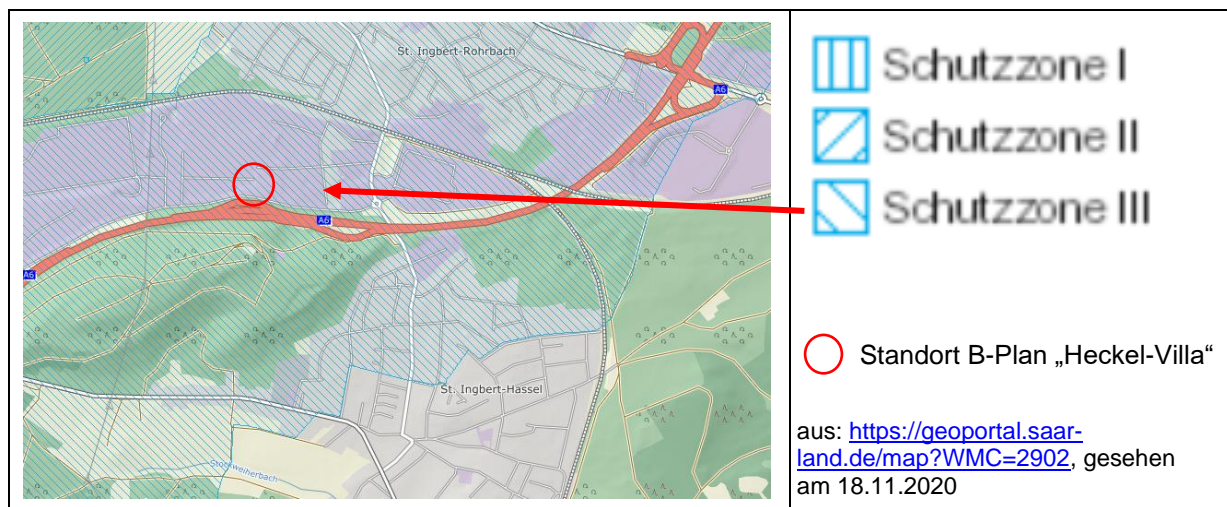 St. Ingbert-Rohrbach
A6
A6
A6
St. Ingbert-Hassel
Stockweiherbach
Schutzzone I
Schutzzone II
Schutzzone III
Standort B-Plan „Heckel-Villa“
aus: https://geoportal.saar-
land.de/map?WMC=2902, gesehen
am 18.11.2020